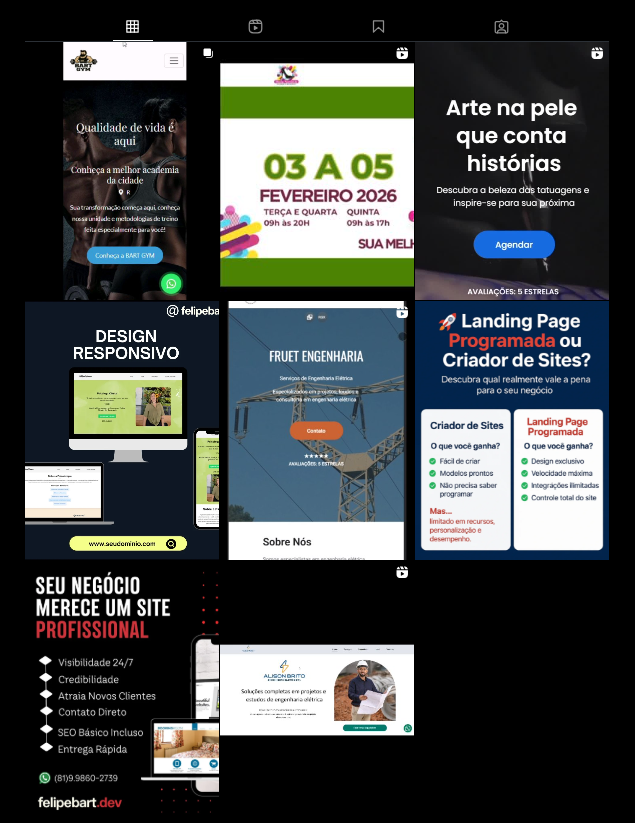 BART
GYM
Qualidade de vida é
aqui
Conheça a melhor academia
da cidade
R
Sua transformação começa aqui, conheça
nossa unidade e metodologias de treino
feita especialmente para você!
Conheça a BART GYM
03 A 05
FEVEREIRO 2026
TERÇA E QUARTA QUINTA
09h às 20H 09h às 17h
SUA MELH
Arte na pele
que conta
histórias
Descubra a beleza das tatuagens e
inspire-se para sua próxima
Agendar
AVALIAÇÕES: 5 ESTRELAS
@felipeba
DESIGN
RESPONSIVO
www.seudominio.com
FRUET ENGENHARIA
Serviços de Engenharia Elétrica
Especializados em projetos, laudos e
consultoria em engenharia elétrica
Contato
★★★★★
AVALIAÇÕES: 5 ESTRELAS
Sobre Nós
🚀 Landing Page
Programada ou
Criador de Sites?
Descubra qual realmente vale a pena
para o seu negócio
Criador de Sites
O que você ganha?
Fácil de criar
Modelos prontos
Não precisa saber
programar
Mas...
limitado em recursos,
personalização e
desempenho.
Landing Page
Programada
O que você ganha?
Design exclusivo
Velocidade máxima
Integrações ilimitadas
Controle total do site
SEU NEGÓCIO
MERECE UM SITE
PROFISSIONAL
Visibilidade 24/7
Credibilidade
Atraia Novos Clientes
Contato Direto
SEO Básico Incluso
Entrega Rápida
(81)9.9860-2739
felipebart.dev
ALISON BRITO
Soluções completas em projetos e
estudos de engenharia elétrica